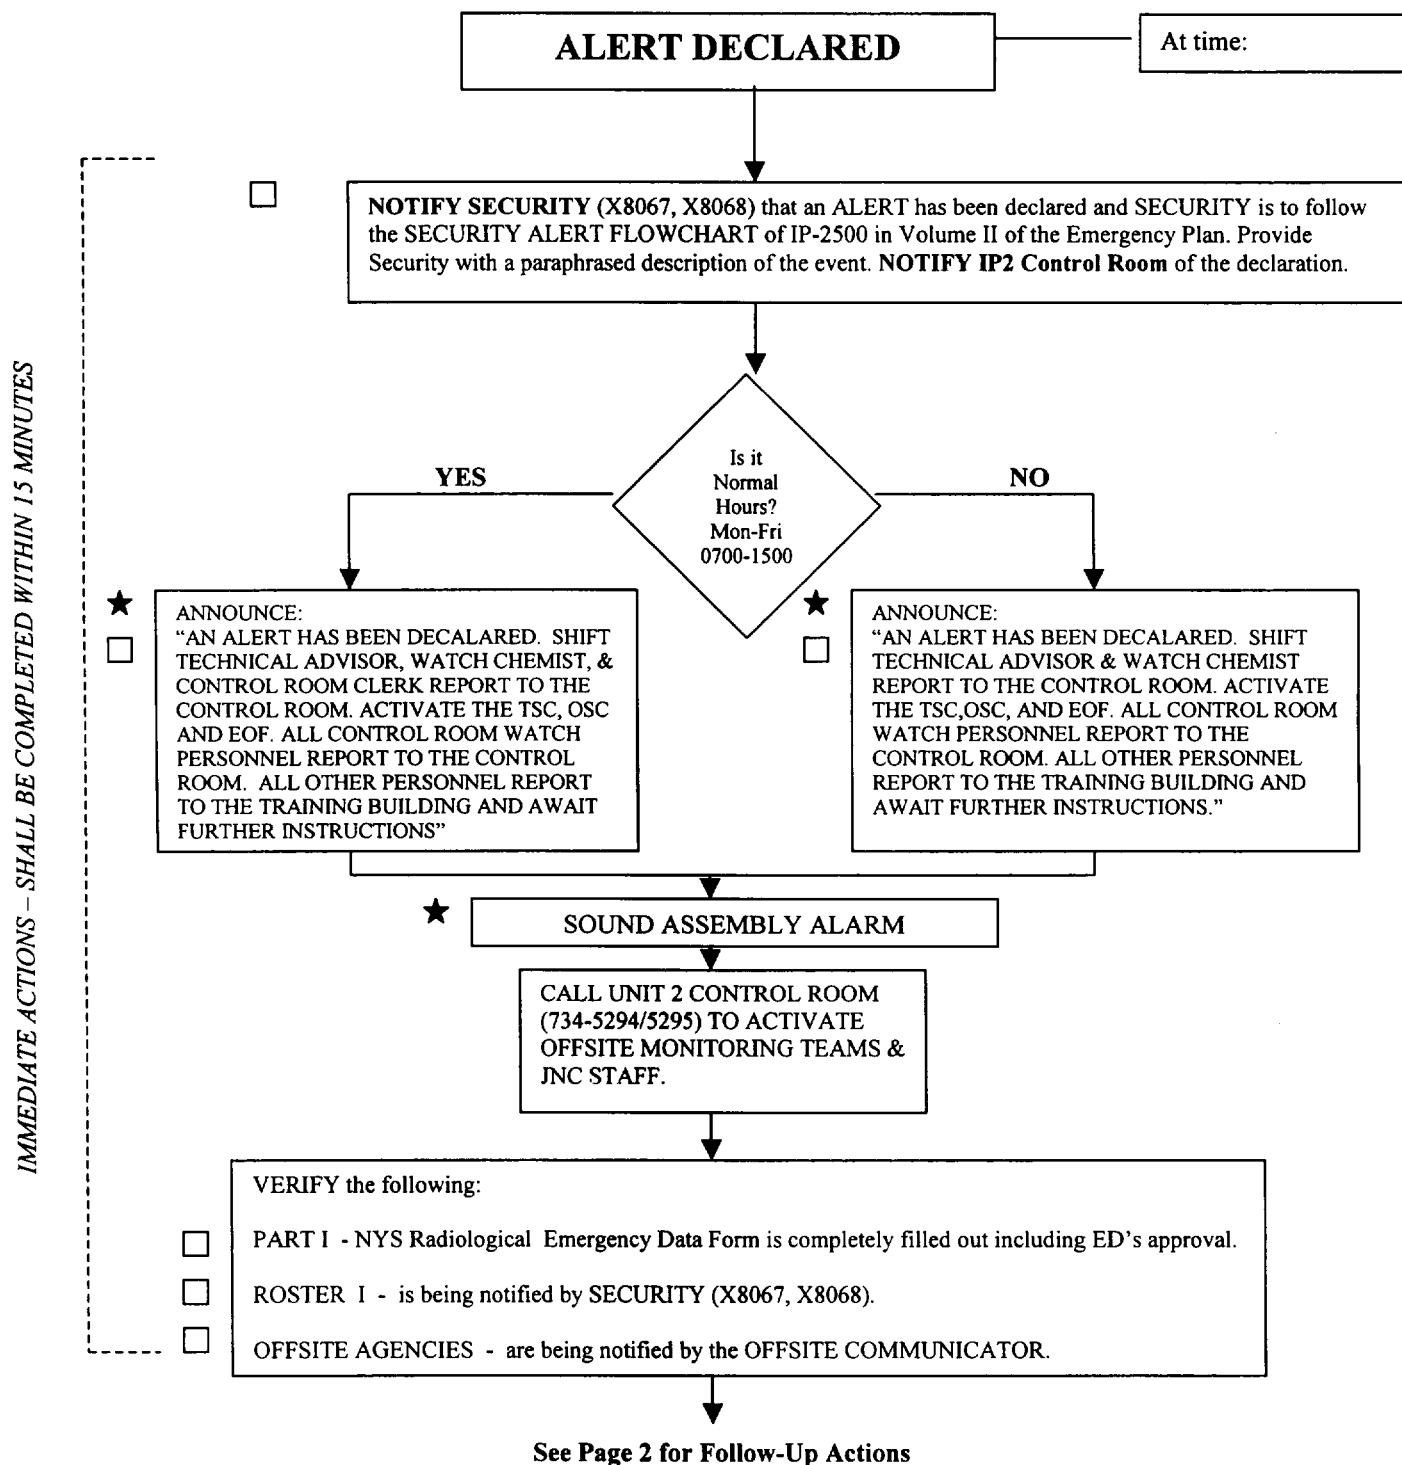 ALERT DECLARED
At time:
NOTIFY SECURITY (X8067, X8068) that an ALERT has been declared and SECURITY is to follow
the SECURITY ALERT FLOWCHART of IP-2500 in Volume II of the Emergency Plan. Provide
Security with a paraphrased description of the event. NOTIFY IP2 Control Room of the declaration.
IMMEDIATE ACTIONS – SHALL BE COMPLETED WITHIN 15 MINUTES
Is it
Normal
Hours?
Mon-Fri
0700-1500
YES
NO
ANNOUNCE:
“AN ALERT HAS BEEN DECALARED. SHIFT
TECHNICAL ADVISOR, WATCH CHEMIST, &
CONTROL ROOM CLERK REPORT TO THE
CONTROL ROOM. ACTIVATE THE TSC, OSC
AND EOF. ALL CONTROL ROOM WATCH
PERSONNEL REPORT TO THE CONTROL
ROOM. ALL OTHER PERSONNEL REPORT
TO THE TRAINING BUILDING AND AWAIT
FURTHER INSTRUCTIONS”
ANNOUNCE:
“AN ALERT HAS BEEN DECALARED. SHIFT
TECHNICAL ADVISOR & WATCH CHEMIST
REPORT TO THE CONTROL ROOM. ACTIVATE
THE TSC,OSC, AND EOF. ALL CONTROL ROOM
WATCH PERSONNEL REPORT TO THE
CONTROL ROOM. ALL OTHER PERSONNEL
REPORT TO THE TRAINING BUILDING AND
AWAIT FURTHER INSTRUCTIONS.”
SOUND ASSEMBLY ALARM
CALL UNIT 2 CONTROL ROOM
(734-5294/5295) TO ACTIVATE
OFFSITE MONITORING TEAMS &
JNC STAFF.
VERIFY the following:
PART I - NYS Radiological Emergency Data Form is completely filled out including ED’s approval.
ROSTER I - is being notified by SECURITY (X8067, X8068).
OFFSITE AGENCIES - are being notified by the OFFSITE COMMUNICATOR.
See Page 2 for Follow-Up Actions